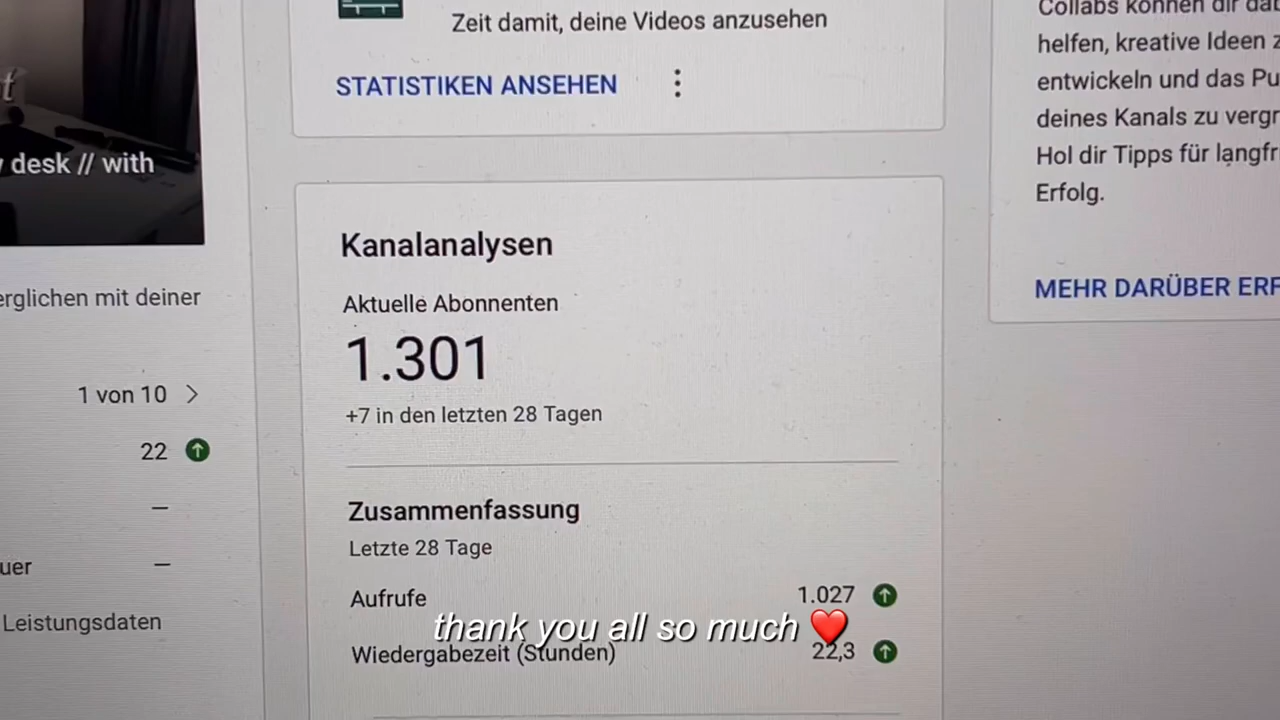 Zeit damit, deine Videos anzusehen
STATISTIKEN ANSEHEN
t
desk // with
erglichen mit deiner
1 von 10
22
–
uer –
Leistungsdaten
Kanalanalysen
Aktuelle Abonnenten
1.301
+7 in den letzten 28 Tagen
Zusammenfassung
Letzte 28 Tage
Aufrufe 1.027
thank you all so much ❤️
Wiedergabezeit (Stunden) 22,3
Collabs können dir dab
helfen, kreative Ideen z
entwickeln und das Pu
deines Kanals zu vergr
Hol dir Tipps für langfr
Erfolg.
MEHR DARÜBER ERF